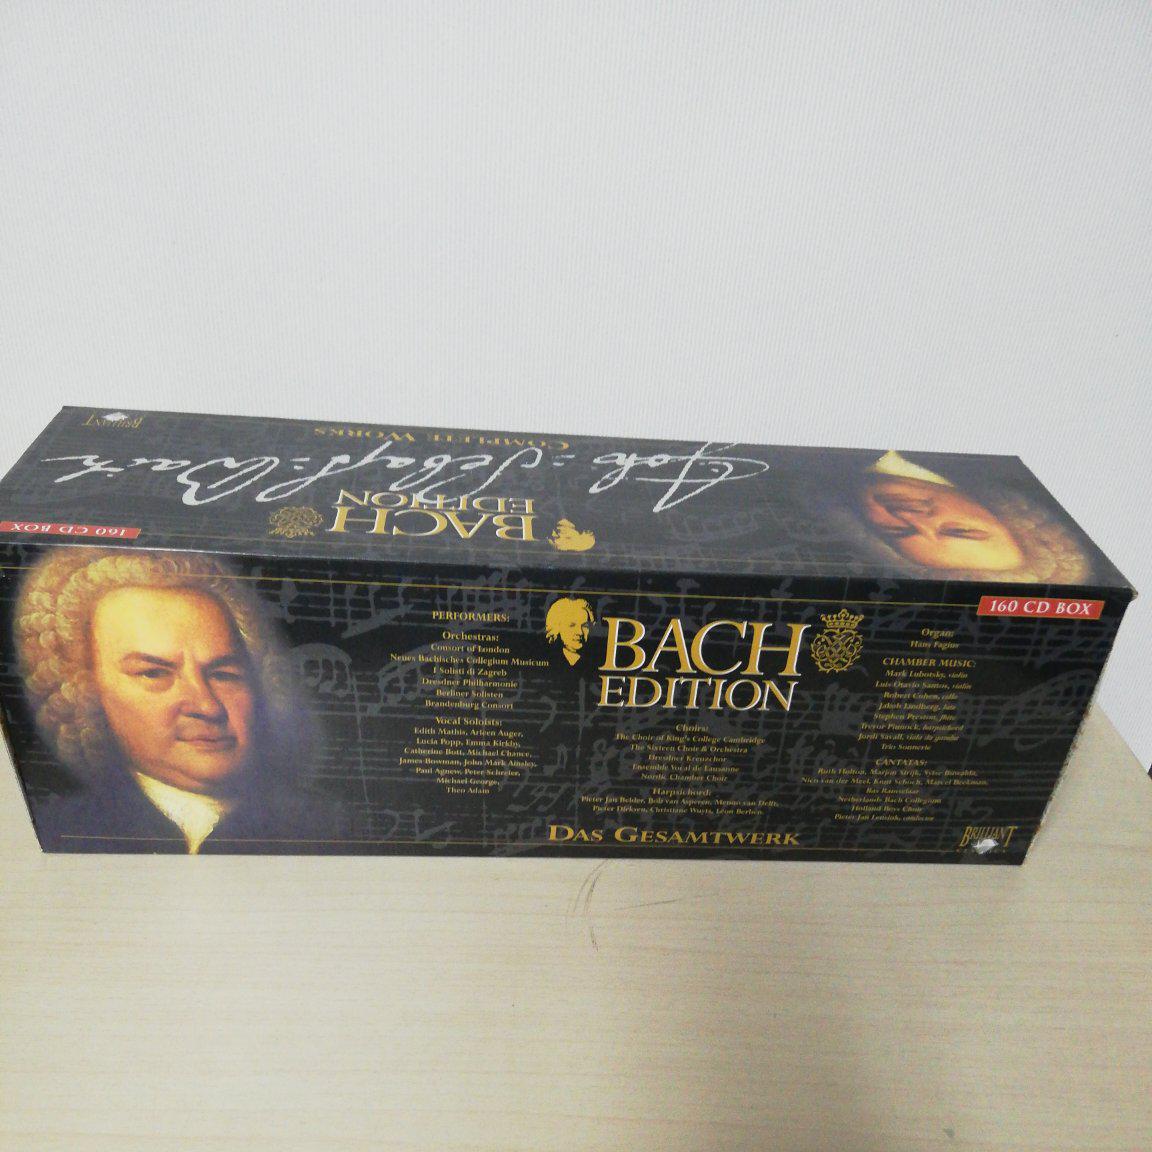 BRILLIANT
COMPLETE WORKS
Joh: Sebast: Bach
BACH
EDITION
160 CD BOX
160 CD BOX
PERFORMERS:
Orchestras:
Consort of London
Neues Bachisches Collegium Musicum
I Solisti di Zagreb
Dresdner Philharmonie
Berliner Solisten
Brandenburg Consort
Vocal Soloists:
Edith Mathis, Arleen Auger,
Lucia Popp, Emma Kirkby,
Catherine Bott, Michael Chance,
James Bowman, John Mark Ainsley,
Paul Agnew, Peter Schreier,
Michael George,
Theo Adam
BACH
EDITION
Choirs:
The Choir of King's College Cambridge
The Sixteen Choir & Orchestra
Dresdner Kreuzchor
Ensemble Vocal de Lausanne
Nordic Chamber Choir
Harpsichord:
Pieter Jan Belder, Bob van Asperen, Menno van Delft,
Pieter Dirksen, Christiane Wuyts, Léon Berben.
DAS GESAMTWERK
Organ:
Hans Fagius
CHAMBER MUSIC:
Mark Lubotsky, violin
Luis Otavio Santos, violin
Robert Cohen, cello
Jakob Lindberg, lute
Stephen Preston, flute
Trevor Pinnock, harpsichord
Jordi Savall, viola da gamba
Trio Sonnerie
CANTATAS:
Ruth Holton, Marjon Strijk, Sytse Buwalda,
Nico van der Meel, Knut Schoch, Marcel Beekman,
Bas Ramselaar
Netherlands Bach Collegium
Holland Boys Choir
Pieter Jan Leusink, conductor
BRILLIANT